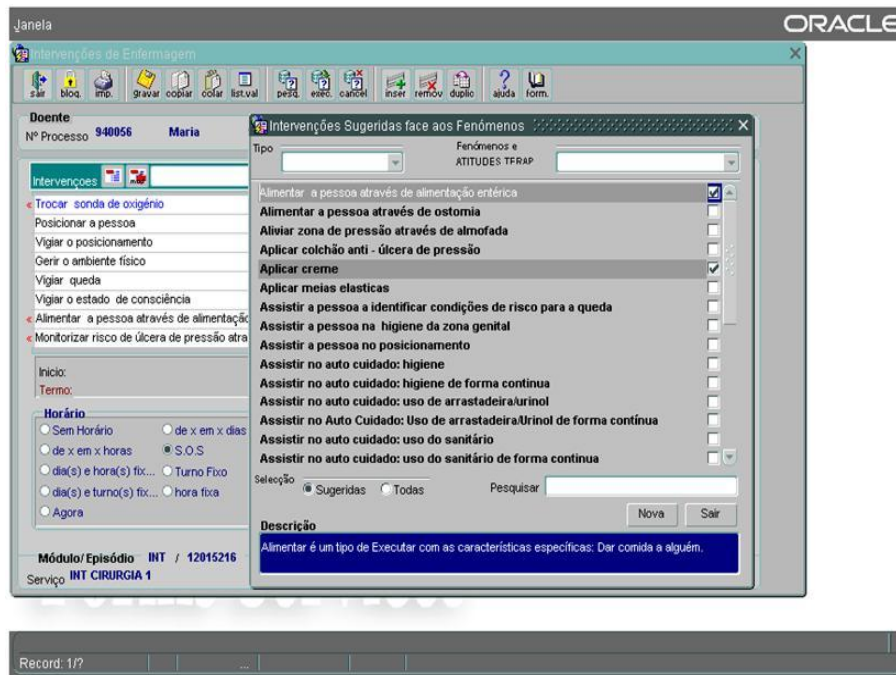 Janela
ORACLE
Intervenções de Enfermagem
sair bloq. imp. gravar copiar colar list.val pesq. exec. cancel inser remov duplic ajuda form.
Doente
Nº Processo 940056 Maria
Intervençoes
Trocar sonda de oxigénio
Posicionar a pessoa
Vigiar o posicionamento
Gerir o ambiente físico
Vigiar queda
Vigiar o estado de consciência
Alimentar a pessoa através de alimentação
Monitorizar risco de úlcera de pressão atra
Inicio:
Termo:
Horário
Sem Horário de x em x dias
de x em x horas S.O.S
dia(s) e hora(s) fix... Turno Fixo
dia(s) e turno(s) fix... hora fixa
Agora
Módulo/Episódio INT / 12015216
Serviço INT CIRURGIA 1
Intervenções Sugeridas face aos Fenómenos
Tipo
Fenómenos e
ATITUDES TERAP
Alimentar a pessoa através de alimentação entérica
Alimentar a pessoa através de ostomia
Aliviar zona de pressão através de almofada
Aplicar colchão anti - úlcera de pressão
Aplicar creme
Aplicar meias elasticas
Assistir a pessoa a identificar condições de risco para a queda
Assistir a pessoa na higiene da zona genital
Assistir a pessoa no posicionamento
Assistir no auto cuidado: higiene
Assistir no auto cuidado: higiene de forma continua
Assistir no auto cuidado: uso de arrastadeira/urinol
Assistir no Auto Cuidado: Uso de arrastadeira/Urinol de forma contínua
Assistir no auto cuidado: uso do sanitário
Assistir no auto cuidado: uso do sanitário de forma continua
Selecção Sugeridas Todas Pesquisar
Nova Sair
Descrição
Alimentar é um tipo de Executar com as características específicas: Dar comida a alguém.
Record: 1/? ...